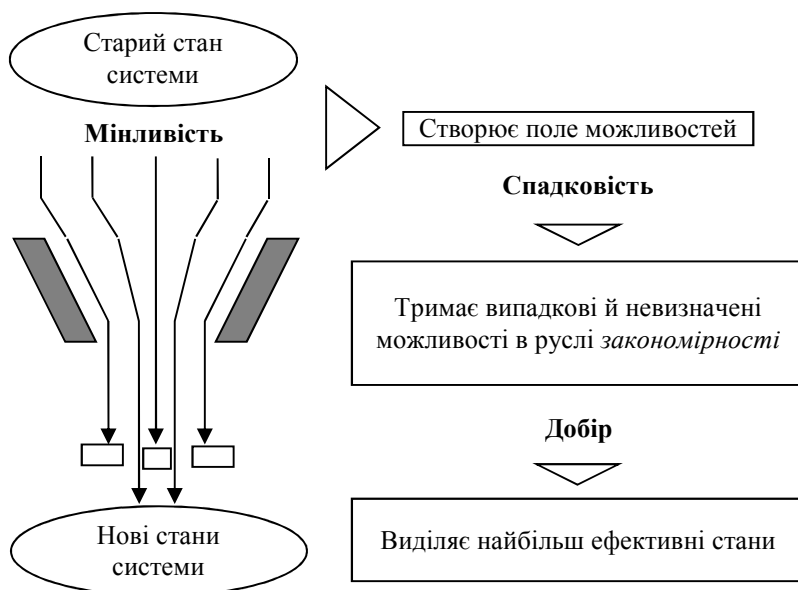 Старий стан
системи
Мінливість
Створює поле можливостей
Спадковість
Тримає випадкові й невизначені
можливості в руслі закономірності
Добір
Виділяє найбільш ефективні стани
Нові стани
системи